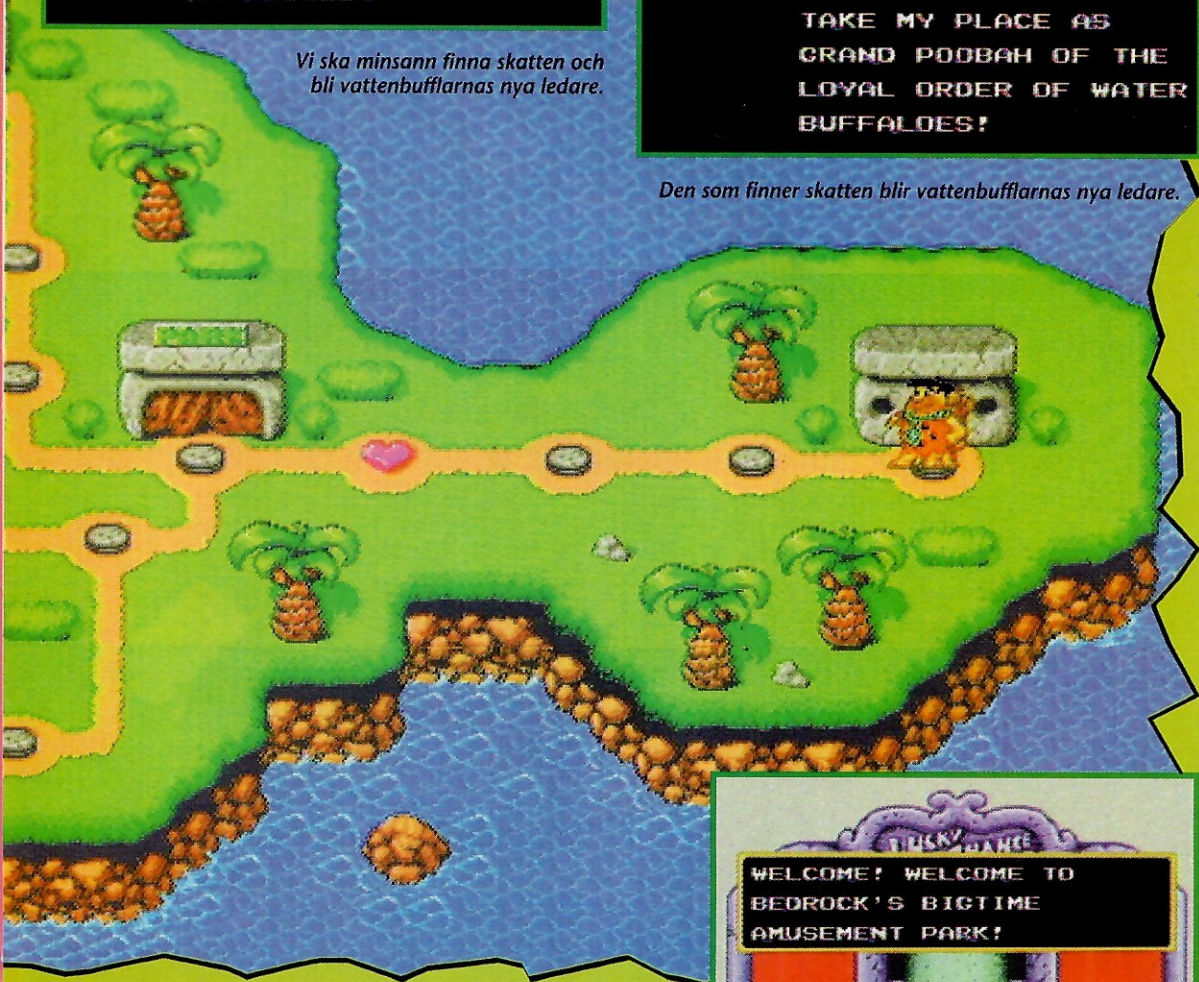 Vi ska minsann finna skatten och
bli vattenbufflarnas nya ledare.
TAKE MY PLACE AS
GRAND POOBAH OF THE
LOYAL ORDER OF WATER
BUFFALOES!
Den som finner skatten blir vattenbufflarnas nya ledare.
LUCKY CHANCE
WELCOME! WELCOME TO
BEDROCK'S BIGTIME
AMUSEMENT PARK!